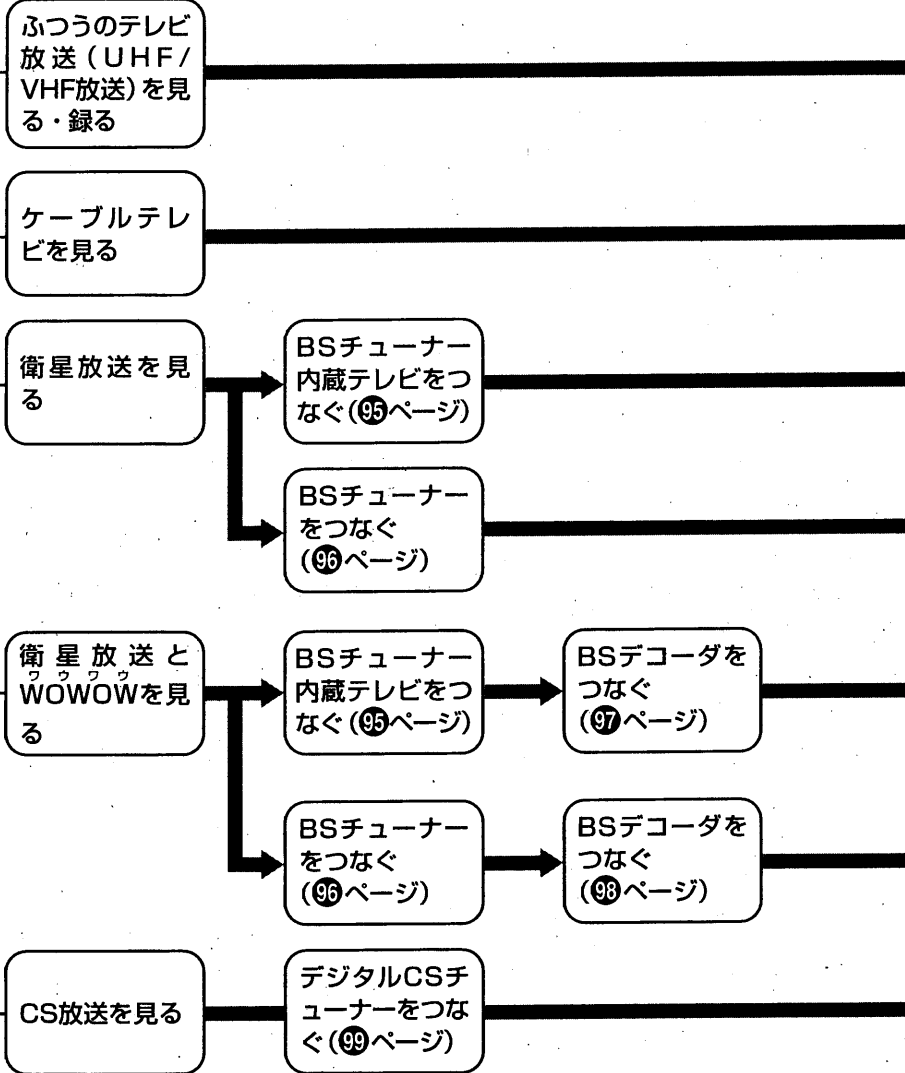 ふつうのテレビ
放送(UHF/
VHF放送)を見
る・録る
ケーブルテレ
ビを見る
衛星放送を見
る
BSチューナー
内蔵テレビをつ
なぐ(95ページ)
BSチューナー
をつなぐ
(96ページ)
衛星放送と
ワウワウ
WOWOWを見
る
BSチューナー
内蔵テレビをつ
なぐ(95ページ)
BSデコーダを
つなぐ
(97ページ)
BSチューナー
をつなぐ
(96ページ)
BSデコーダを
つなぐ
(98ページ)
CS放送を見る
デジタルCSチ
ューナーをつな
ぐ(99ページ)